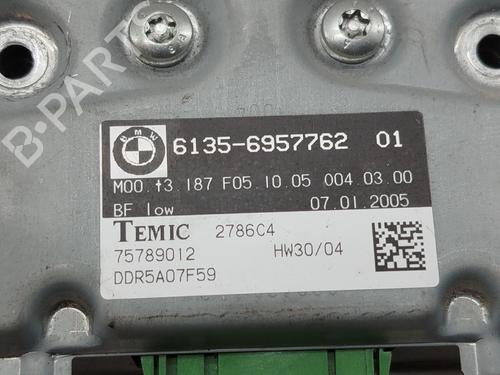 BMW
6135-6957762 01
M00.t3 187 F05.10.05 004.03.00
BF low 07.01.2005
TEMIC 2786C4
75789012 HW30/04
DDR5A07F59
B-PARTS